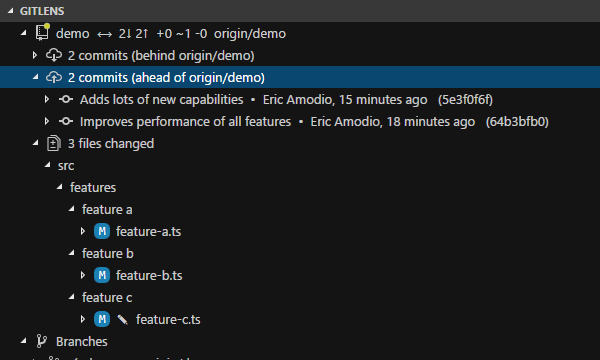 GITLENS
demo ↔ 2↓ 2↑ +0 ~1 -0 origin/demo
2 commits (behind origin/demo)
2 commits (ahead of origin/demo)
Adds lots of new capabilities • Eric Amodio, 15 minutes ago (5e3f0f6f)
Improves performance of all features • Eric Amodio, 18 minutes ago (64b3bfb0)
3 files changed
src
features
feature a
M feature-a.ts
feature b
M feature-b.ts
feature c
M feature-c.ts
Branches